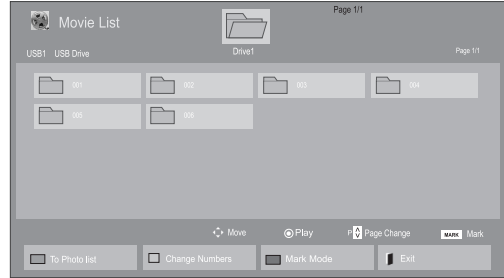 Movie List
Page 1/1
USB1 USB Drive
Drive1
Page 1/1
001 002 003 004
005 006
Move Play P Page Change MARK Mark
To Photo list Change Numbers Mark Mode Exit